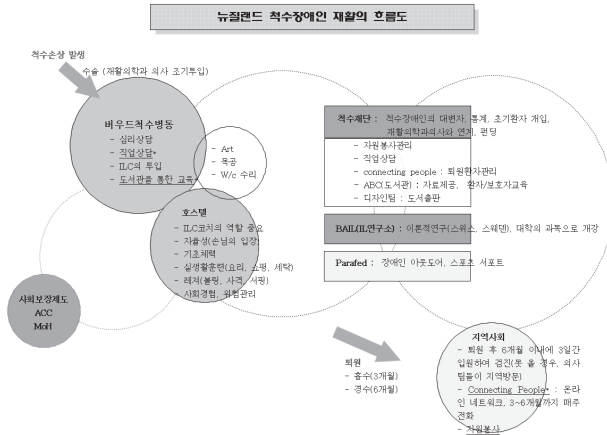 뉴질랜드 척수장애인 재활의 흐름도
척수손상 발생
수술 (재활의학과 의사 조기투입)
버우드척수병동
- 심리상담
- 직업상담*
- ILC의 투입
- 도서관을 통한 교육*
- Art
- 목공
- W/c 수리
호스텔
- ILC코치의 역할 중요
- 자율성(손님의 입장)
- 기초체력
- 실생활훈련(요리, 쇼핑, 세탁)
- 레져(볼링, 사격, 서핑)
- 사회경험, 위험관리
사회보장제도
ACC
MoH
척수재단 : 척수장애인의 대변자, 통계, 초기환자 개입,
재활의학과의사와 연계, 펀딩
- 자원봉사관리
- 직업상담
- connecting people : 퇴원환자관리
- ABC(도서관) : 자료제공, 환자/보호자교육
- 디자인팀 : 도서출판
BAIL(IL연구소) : 이론적연구(스위스, 스웨덴), 대학의 과목으로 개강
Parafed : 장애인 아웃도어, 스포츠 서포트
퇴원
- 흉수(3개월)
- 경수(6개월)
지역사회
- 퇴원 후 6개월 이내에 3일간
입원하여 검진(못 올 경우, 의사
팀들이 지역방문)
- Connecting People* : 온라
인 네트워크, 3~6개월까지 매주
전화
- 자원봉사